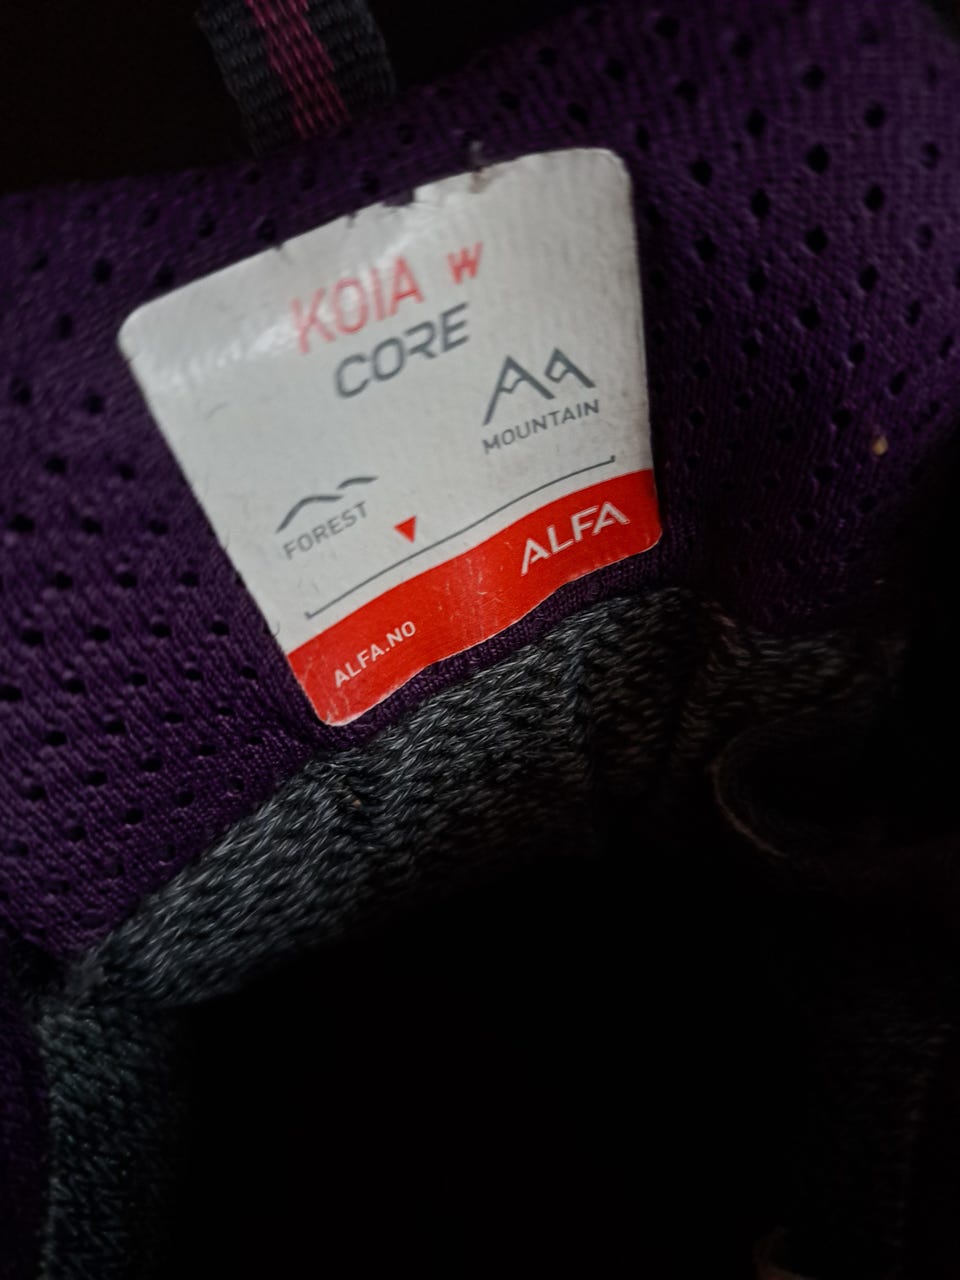 KOIA W
CORE
MOUNTAIN
FOREST
ALFA
ALFA.NO